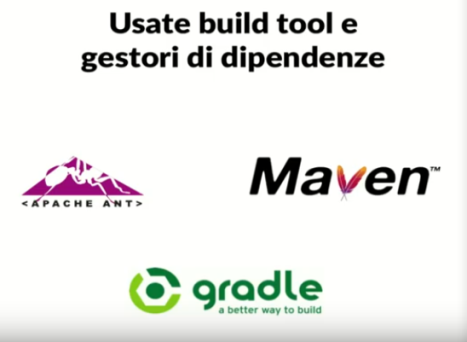 Usate build tool e
gestori di dipendenze
<APACHE ANT>
Maven™
gradle
a better way to build